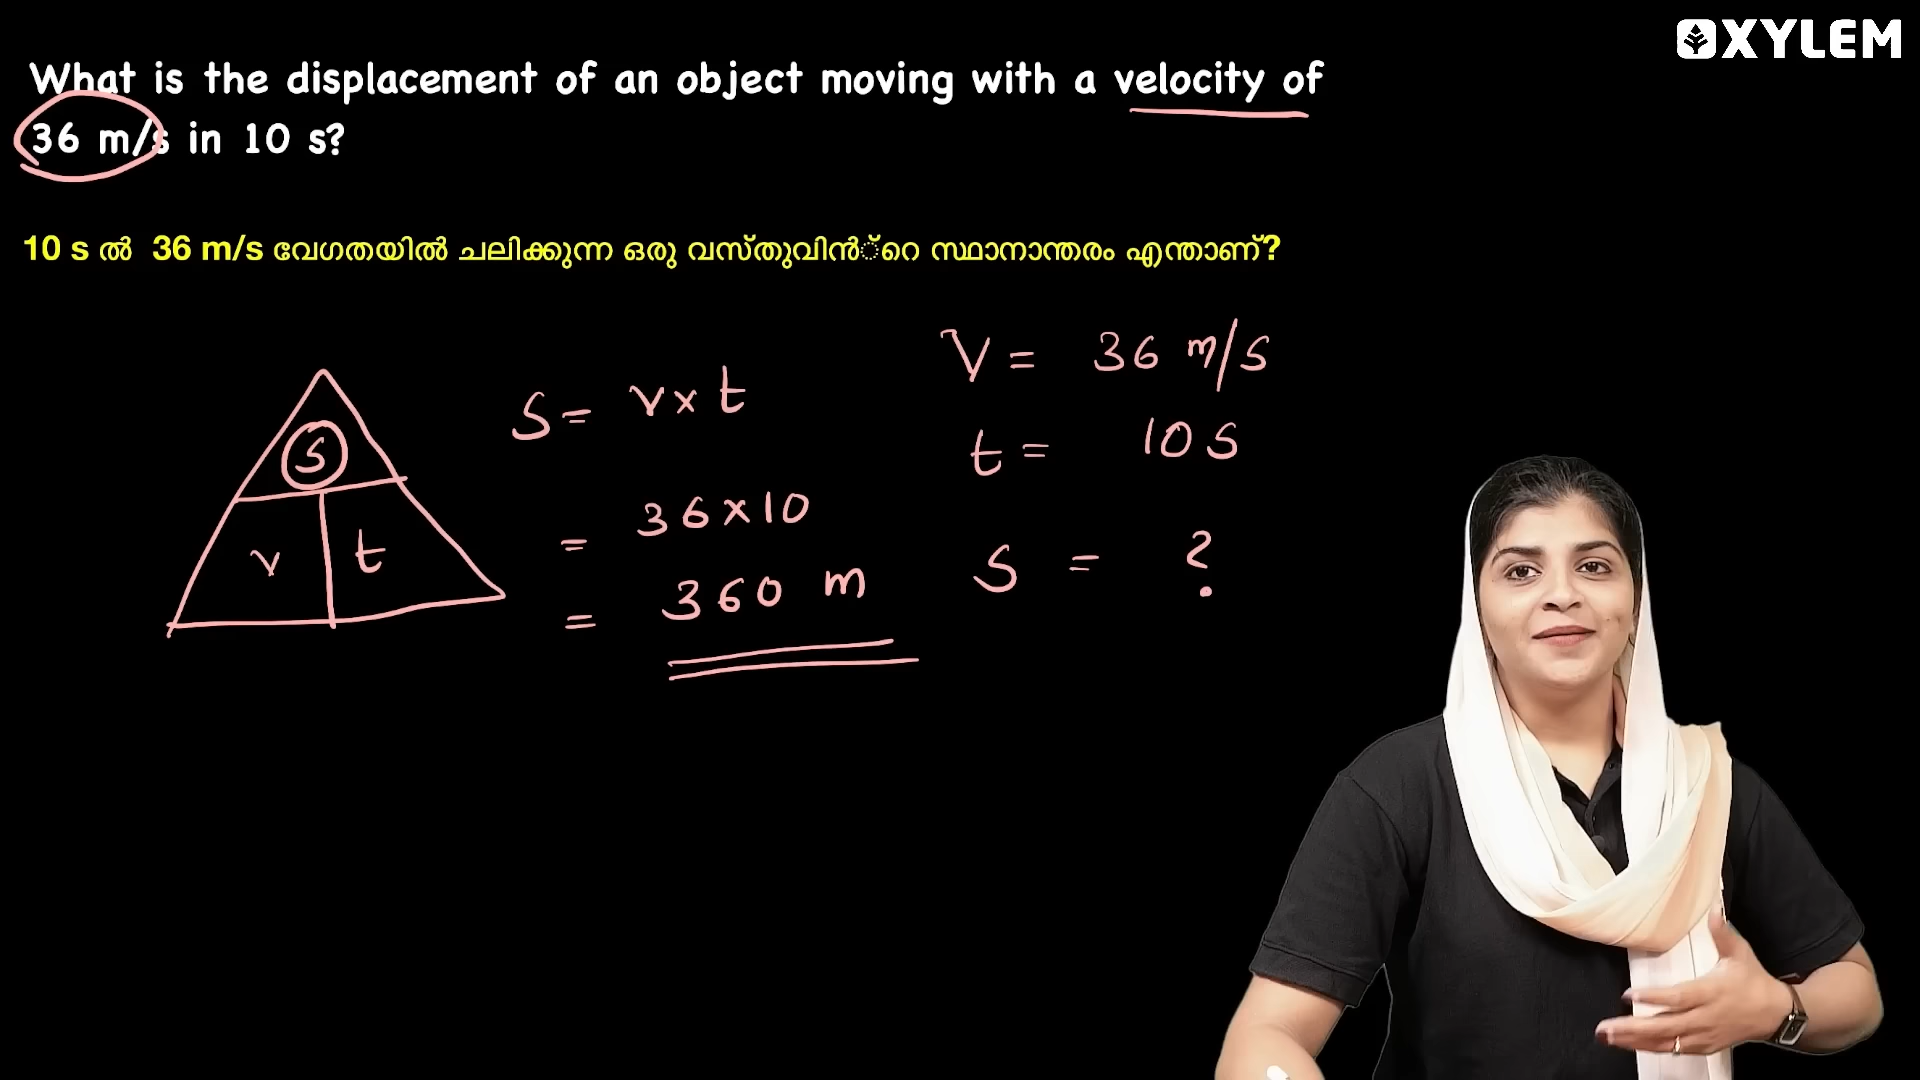 XYLEM
What is the displacement of an object moving with a velocity of
36 m/s in 10 s?
10 s ൽ 36 m/s വേഗതയിൽ ചലിക്കുന്ന ഒരു വസ്തുവിൻ്റെ സ്ഥാനാന്തരം എന്താണ്?
S
v t
S = v x t
= 36 x 10
= 360 m
V = 36 m/s
t = 10 s
S = ?